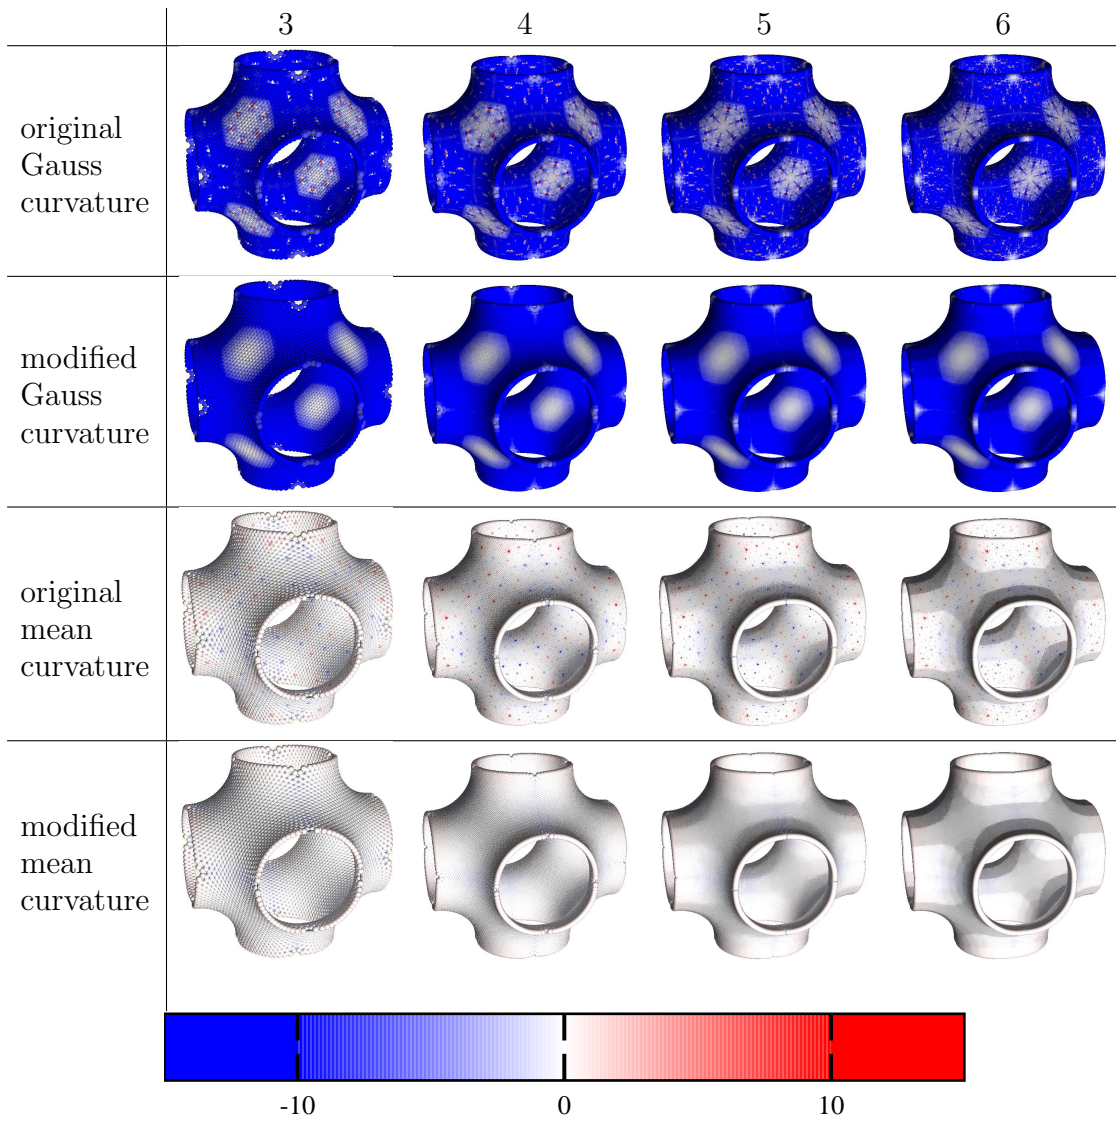 3 4 5 6
original
Gauss
curvature
modified
Gauss
curvature
original
mean
curvature
modified
mean
curvature
-10 0 10